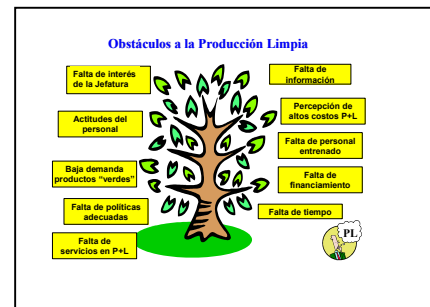 Obstáculos a la Producción Limpia
Falta de interés
de la Jefatura
Actitudes del
personal
Baja demanda
productos “verdes”
Falta de políticas
adecuadas
Falta de
servicios en P+L
Falta de
información
Percepción de
altos costos P+L
Falta de personal
entrenado
Falta de
financiamiento
Falta de tiempo
PL